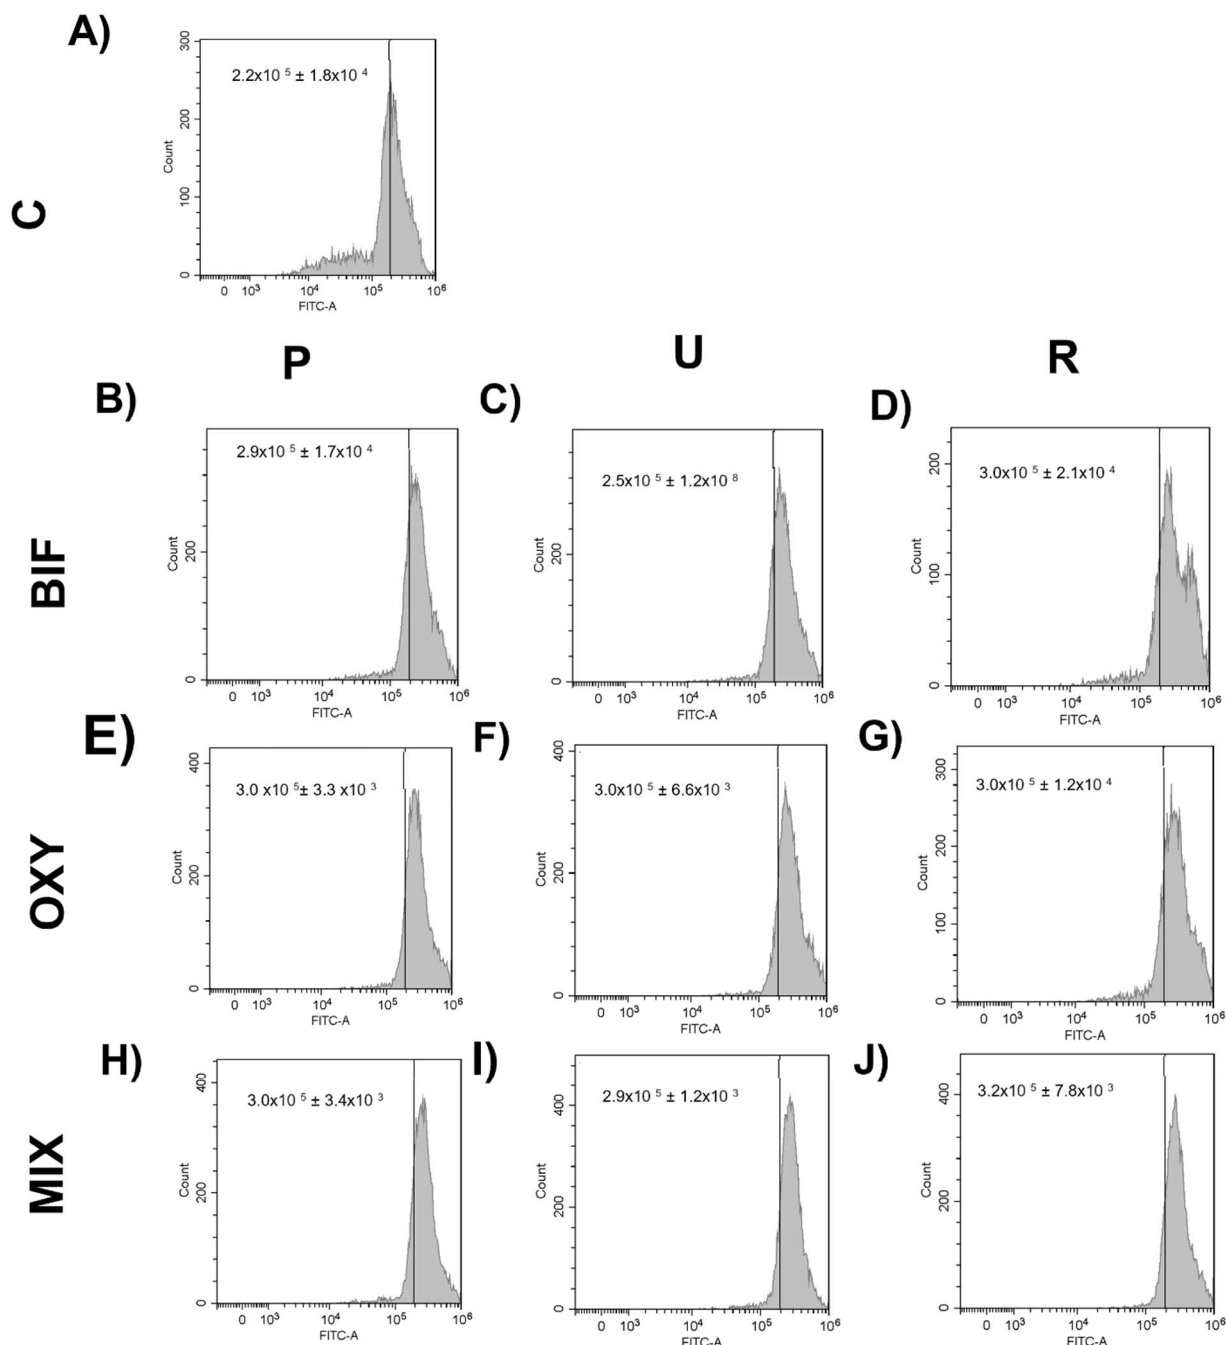 A)
C
300
200
100
0
Count
2.2x10 ⁵ ± 1.8x10 ⁴
0 10³ 10⁴ 10⁵ 10⁶
FITC-A
P
U
R
BIF
B)
200
0
Count
2.9x10 ⁵ ± 1.7x10 ⁴
0 10³ 10⁴ 10⁵ 10⁶
FITC-A
C)
200
0
Count
2.5x10 ⁵ ± 1.2x10 ⁸
0 10³ 10⁴ 10⁵ 10⁶
FITC-A
D)
200
100
0
Count
3.0x10 ⁵ ± 2.1x10 ⁴
0 10³ 10⁴ 10⁵ 10⁶
FITC-A
OXY
E)
400
200
0
Count
3.0 x10 ⁵± 3.3 x10 ³
0 10³ 10⁴ 10⁵ 10⁶
FITC-A
F)
400
200
0
Count
3.0x10 ⁵ ± 6.6x10 ³
0 10³ 10⁴ 10⁵ 10⁶
FITC-A
G)
300
200
100
0
Count
3.0x10 ⁵ ± 1.2x10 ⁴
0 10³ 10⁴ 10⁵ 10⁶
FITC-A
MIX
H)
400
200
0
Count
3.0x10 ⁵ ± 3.4x10 ³
0 10³ 10⁴ 10⁵ 10⁶
FITC-A
I)
400
200
0
Count
2.9x10 ⁵ ± 1.2x10 ³
0 10³ 10⁴ 10⁵ 10⁶
FITC-A
J)
400
200
0
Count
3.2x10 ⁵ ± 7.8x10 ³
0 10³ 10⁴ 10⁵ 10⁶
FITC-A